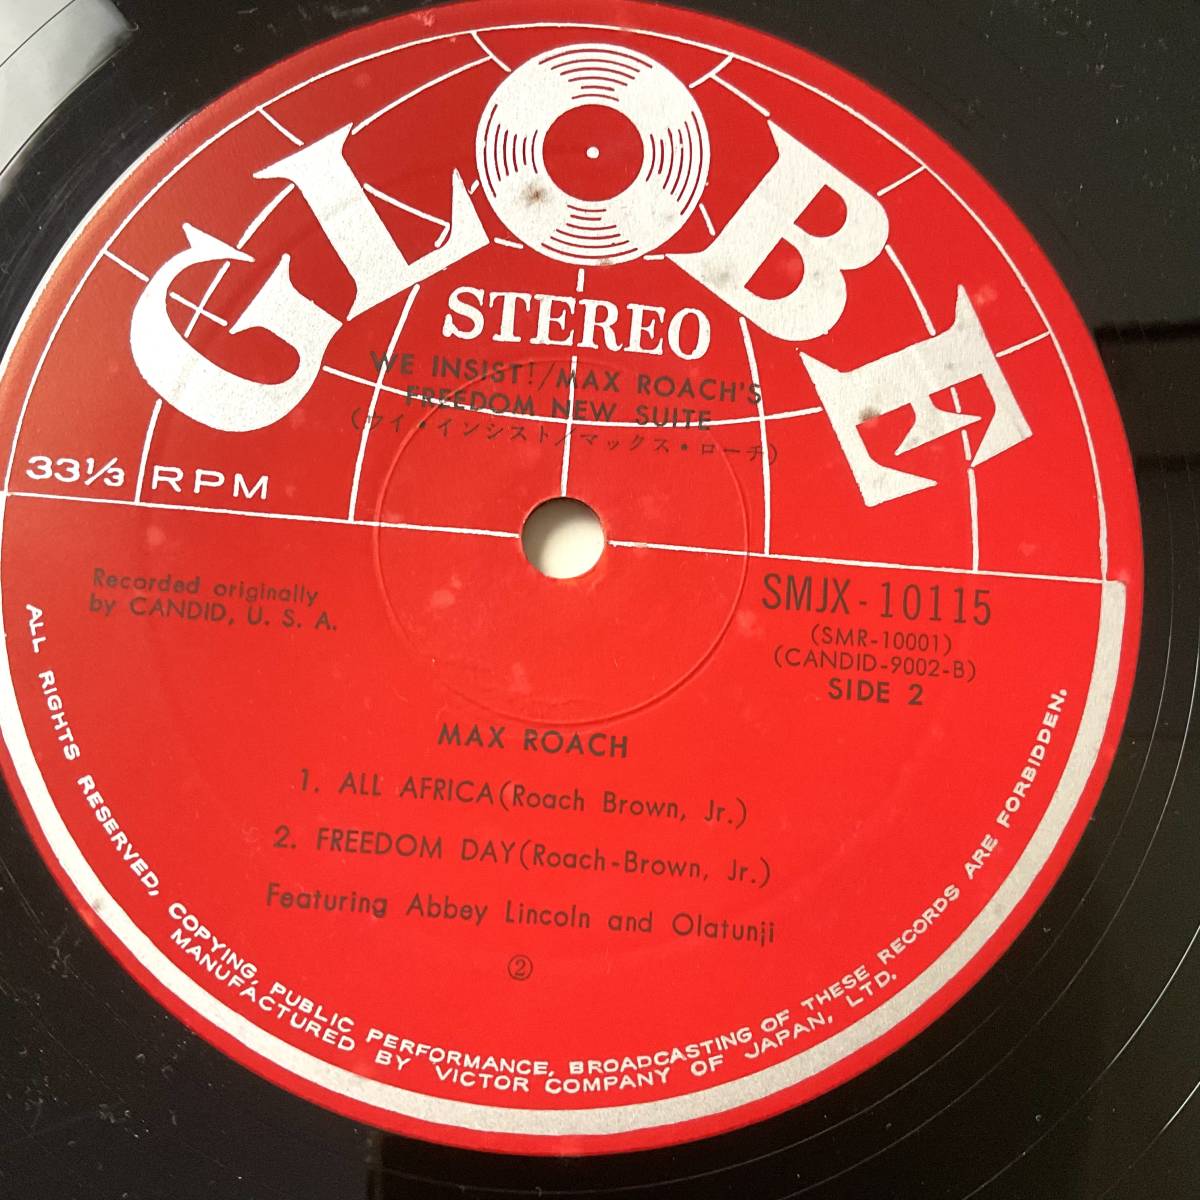 GLOBE
STEREO
WE INSIST!/MAX ROACH'S
FREEDOM NEW SUITE
(ワイ・インシスト/マックス・ローチ)
33 1/3 RPM
Recorded originally
by CANDID, U. S. A.
SMJX-10115
(SMR-10001)
(CANDID-9002-B)
SIDE 2
MAX ROACH
1. ALL AFRICA(Roach Brown, Jr.)
2. FREEDOM DAY(Roach-Brown, Jr.)
Featuring Abbey Lincoln and Olatunji
②
ALL RIGHTS RESERVED, COPYING, PUBLIC PERFORMANCE, BROADCASTING OF THESE RECORDS ARE FORBIDDEN.
MANUFACTURED BY VICTOR COMPANY OF JAPAN, LTD.